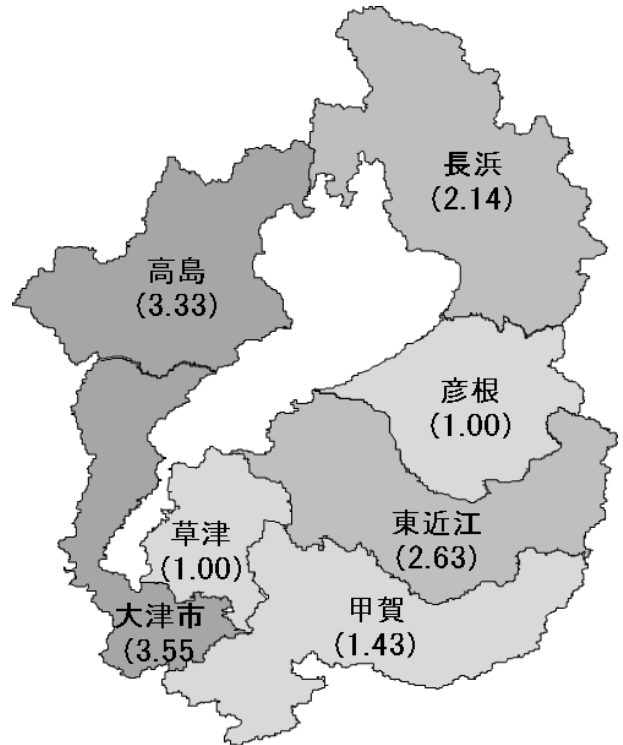 長浜
(2.14)
高島
(3.33)
彦根
(1.00)
東近江
(2.63)
草津
(1.00)
大津市
(3.55
甲賀
(1.43)